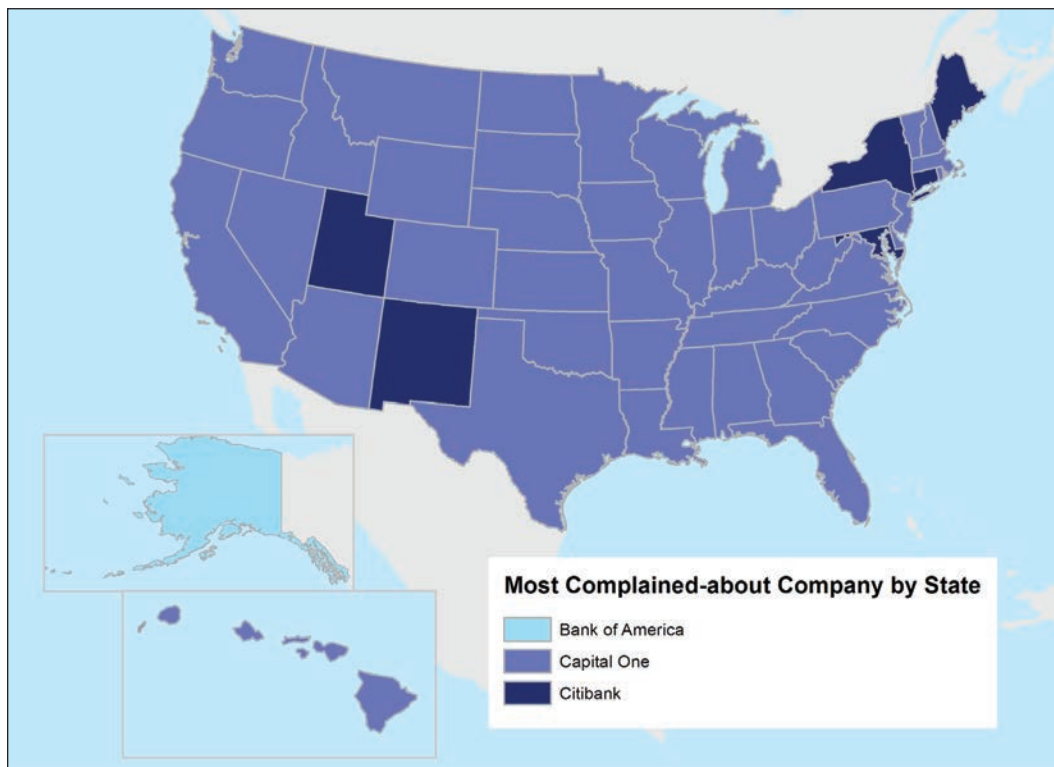 Most Complained-about Company by State
Bank of America
Capital One
Citibank